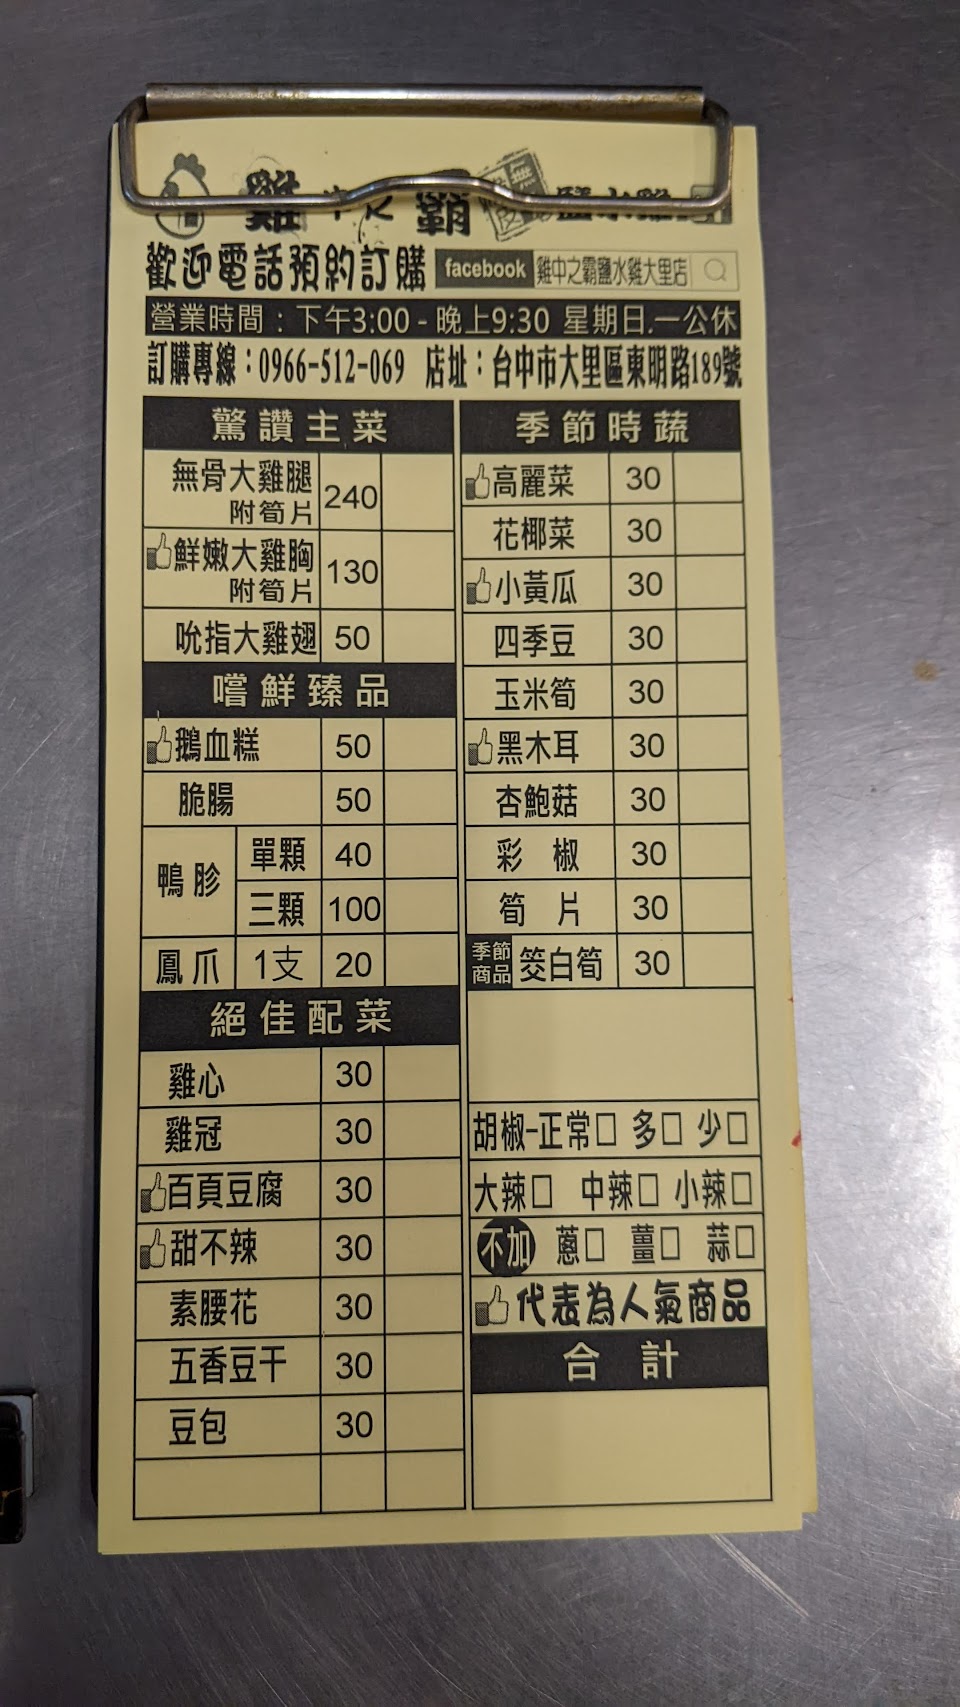 雞中之霸 鹽水雞
歡迎電話預約訂購 facebook 雞中之霸鹽水雞大里店
營業時間：下午3:00 - 晚上9:30 星期日.一公休
訂購專線：0966-512-069 店址：台中市大里區東明路189號
驚讚主菜
無骨大雞腿 附筍片 240
鮮嫩大雞胸 附筍片 130
吮指大雞翅 50
嚐鮮臻品
鵝血糕 50
脆腸 50
鴨胗 單顆 40
三顆 100
鳳爪 1支 20
絕佳配菜
雞心 30
雞冠 30
百頁豆腐 30
甜不辣 30
素腰花 30
五香豆干 30
豆包 30
季節時蔬
高麗菜 30
花椰菜 30
小黃瓜 30
四季豆 30
玉米筍 30
黑木耳 30
杏鮑菇 30
彩椒 30
筍片 30
季節商品 筊白筍 30
胡椒-正常□ 多□ 少□
大辣□ 中辣□ 小辣□
不加 蔥□ 薑□ 蒜□
代表為人氣商品
合計